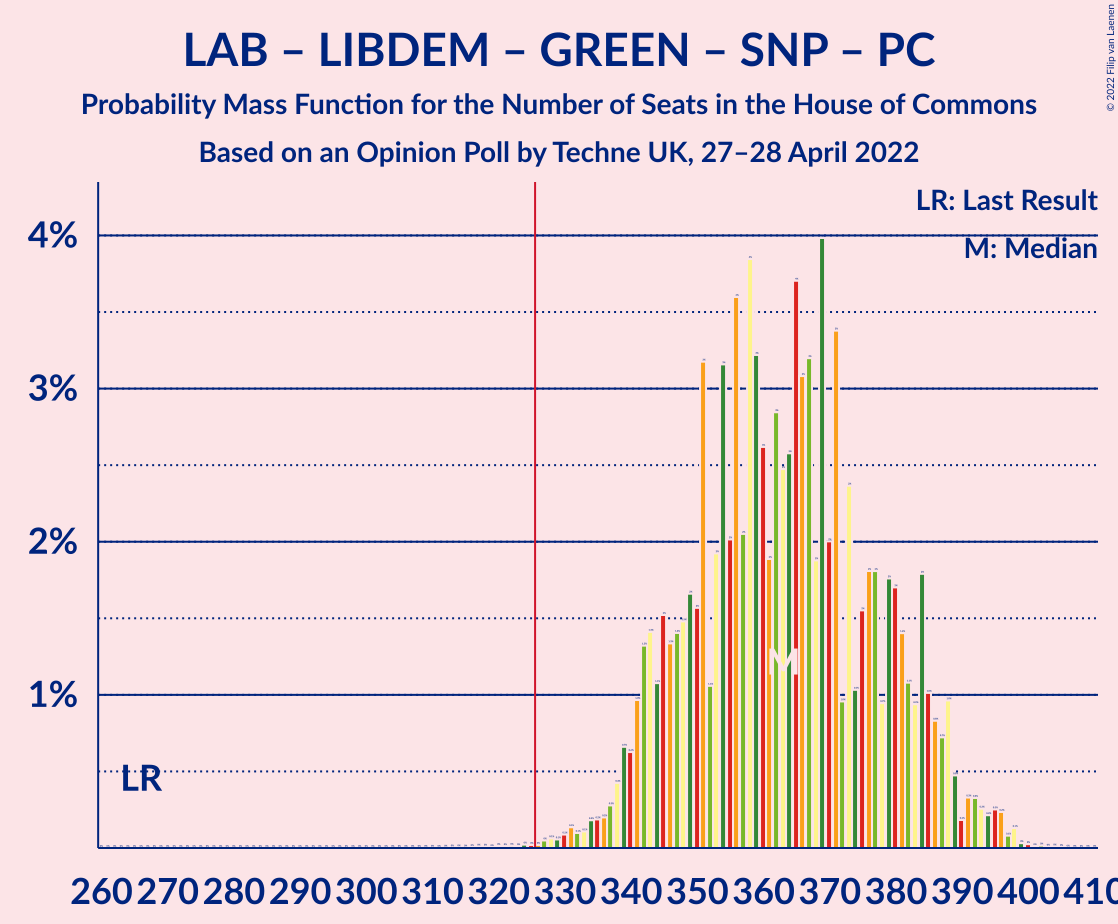 LAB – LIBDEM – GREEN – SNP – PC
Probability Mass Function for the Number of Seats in the House of Commons
Based on an Opinion Poll by Techne UK, 27–28 April 2022
© 2022 Filip van Laenen
LR: Last Result
M: Median
4%
3%
2%
1%
LR
M
260 270 280 290 300 310 320 330 340 350 360 370 380 390 400 410